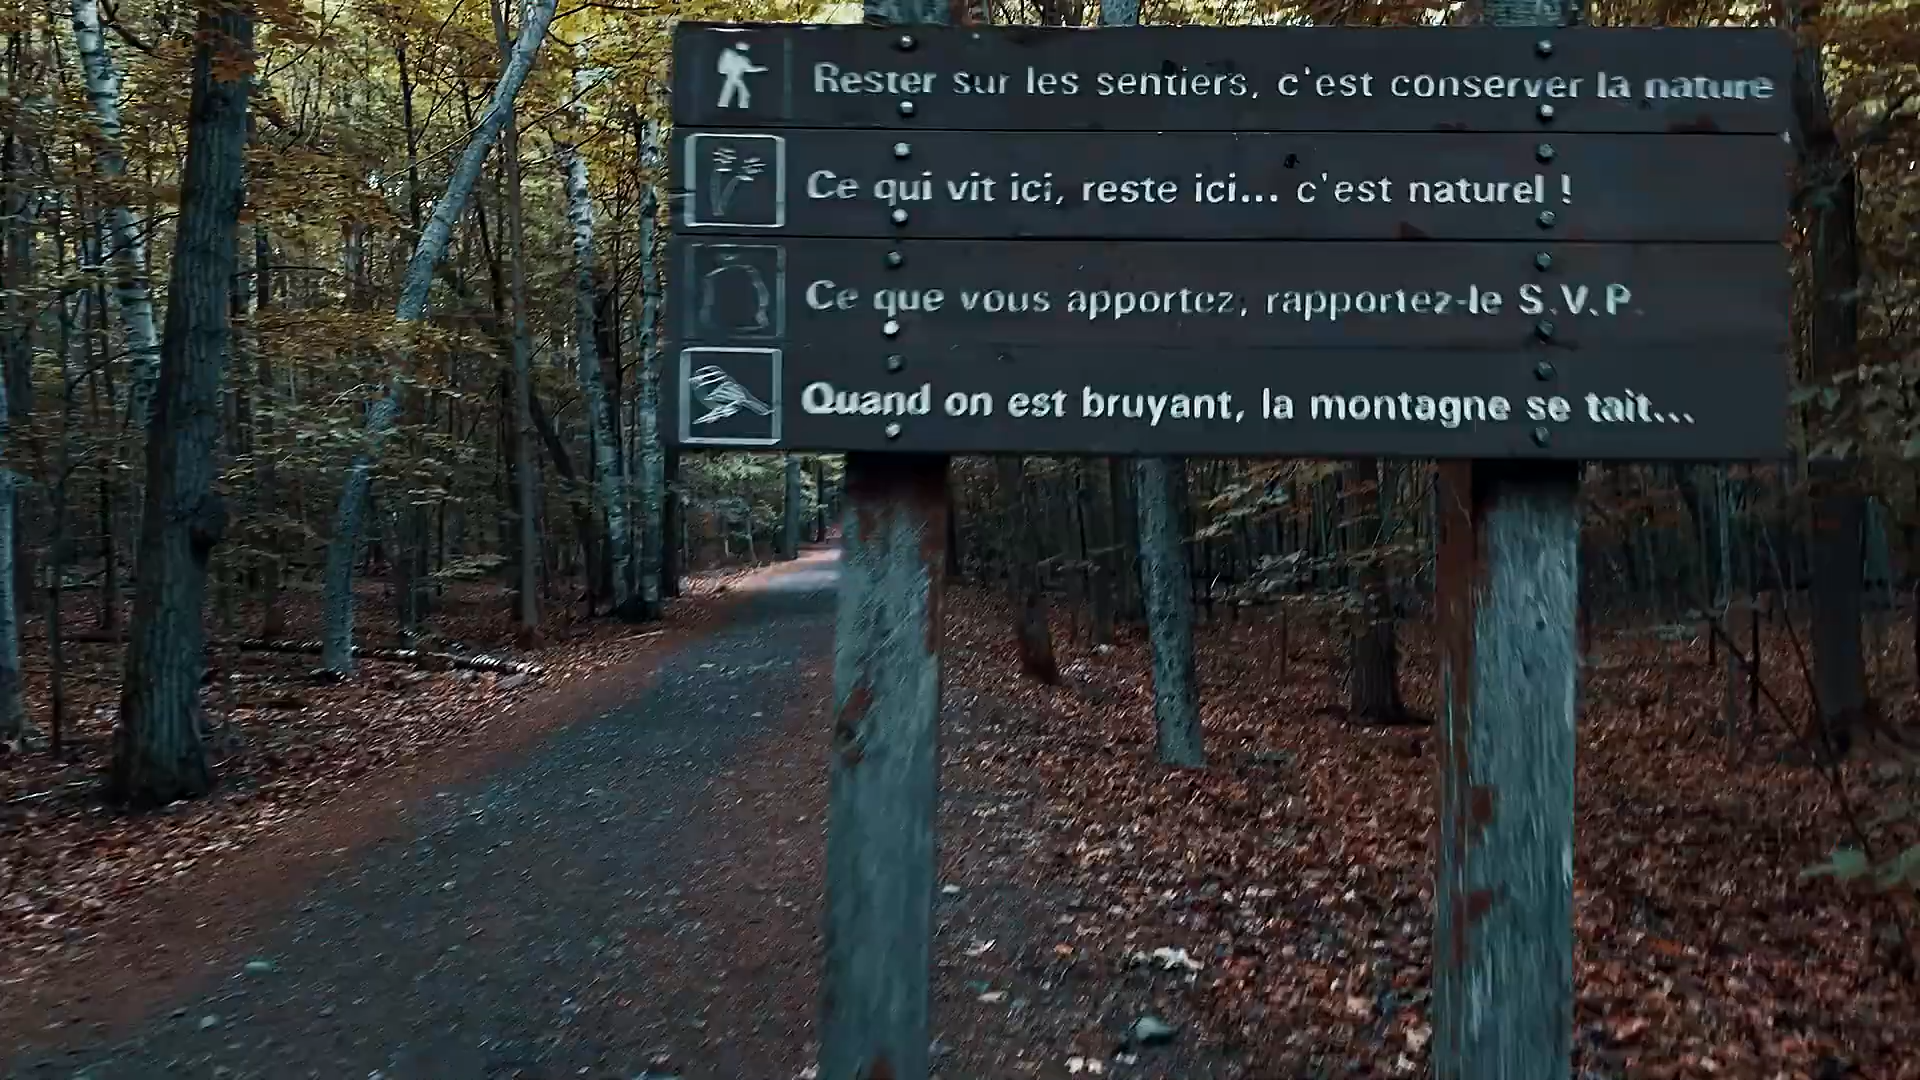 Rester sur les sentiers, c'est conserver la nature
Ce qui vit ici, reste ici... c'est naturel !
Ce que vous apportez, rapportez-le S.V.P.
Quand on est bruyant, la montagne se tait...